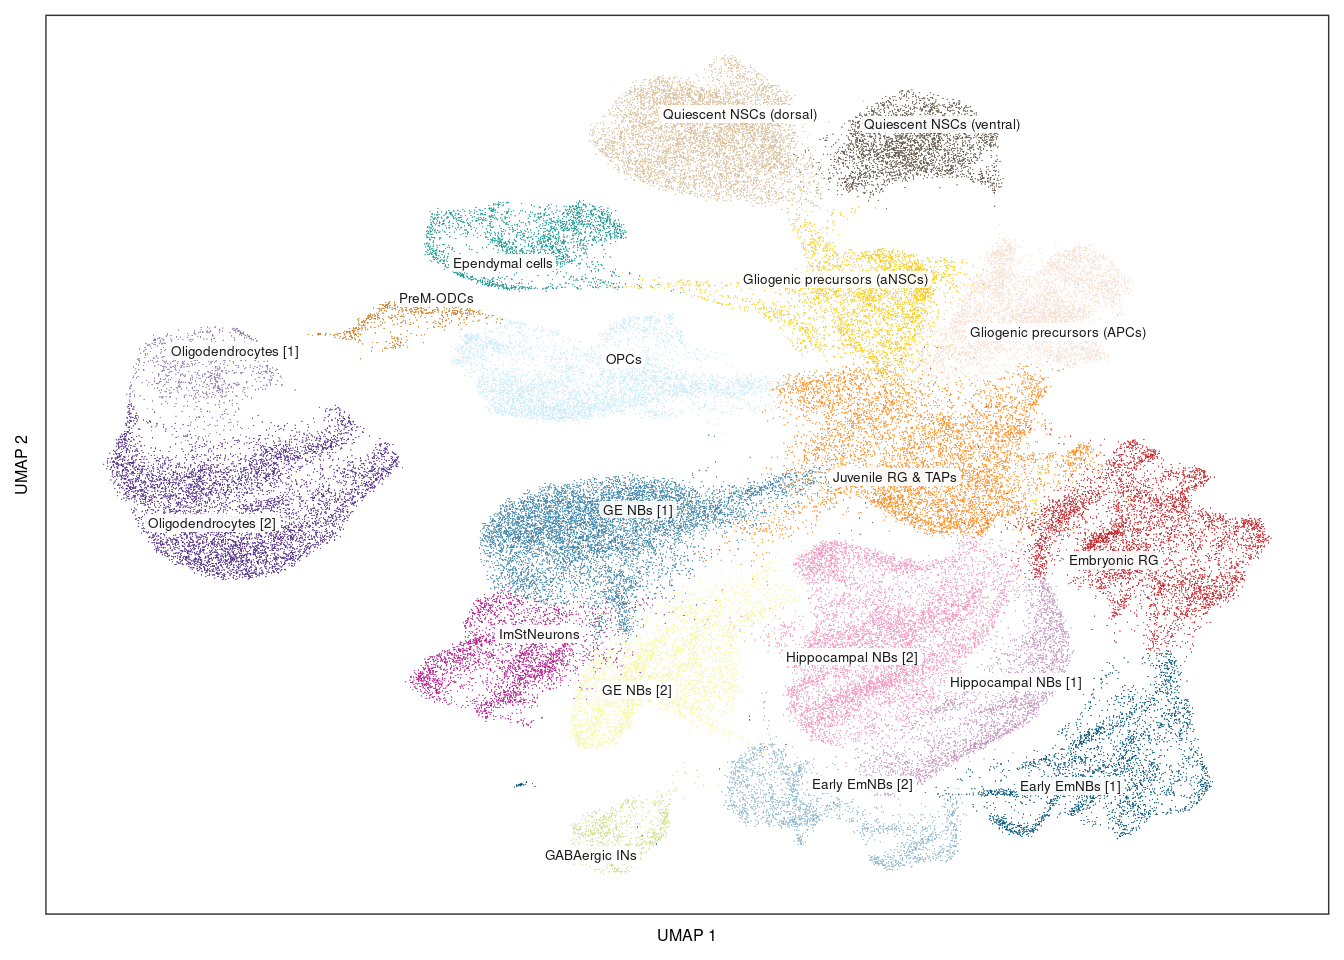 Quiescent NSCs (dorsal)
Quiescent NSCs (ventral)
Ependymal cells
Gliogenic precursors (aNSCs)
PreM-ODCs
Gliogenic precursors (APCs)
Oligodendrocytes [1]
OPCs
Juvenile RG & TAPs
GE NBs [1]
Oligodendrocytes [2]
Embryonic RG
ImStNeurons
Hippocampal NBs [2]
Hippocampal NBs [1]
GE NBs [2]
Early EmNBs [2]
Early EmNBs [1]
GABAergic INs
UMAP 2
UMAP 1